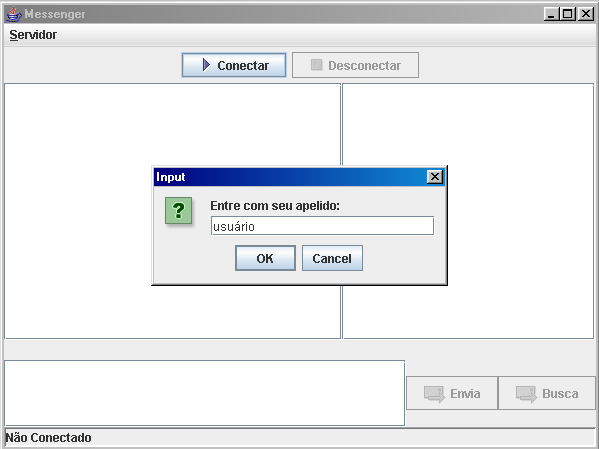 Messenger
Servidor
Conectar
Desconectar
Input
?
Entre com seu apelido:
usuário
OK
Cancel
Envia
Busca
Não Conectado